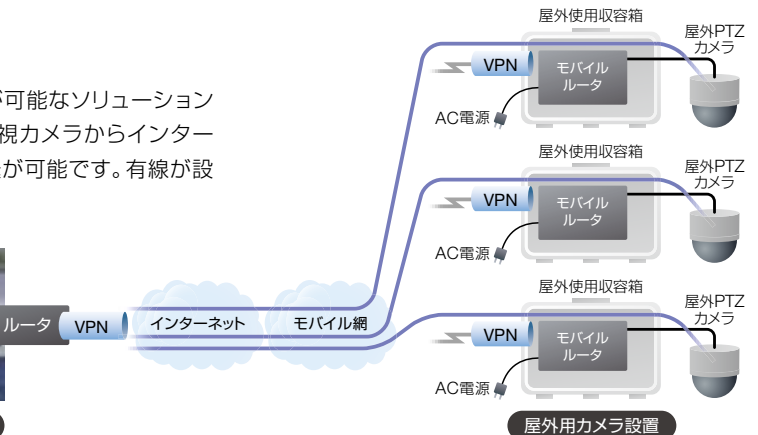 が可能なソリューション
視カメラからインター
が可能です。有線が設
屋外使用収容箱
屋外PTZ
カメラ
VPN
モバイル
ルータ
AC電源
屋外使用収容箱
屋外PTZ
カメラ
VPN
モバイル
ルータ
AC電源
ルータ
VPN
インターネット
モバイル網
屋外使用収容箱
屋外PTZ
カメラ
VPN
モバイル
ルータ
AC電源
屋外用カメラ設置